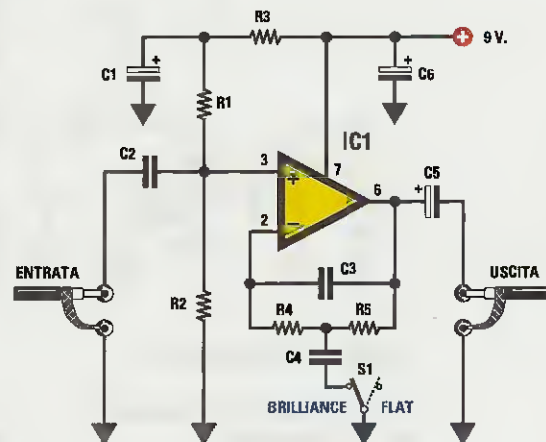 R3
9 V.
C1
+
+
C6
R1
IC1
C2
3
7
+
6
+
C5
2
−
ENTRATA
C3
USCITA
R2
R4
R5
C4
S1
BRILLIANCE
FLAT